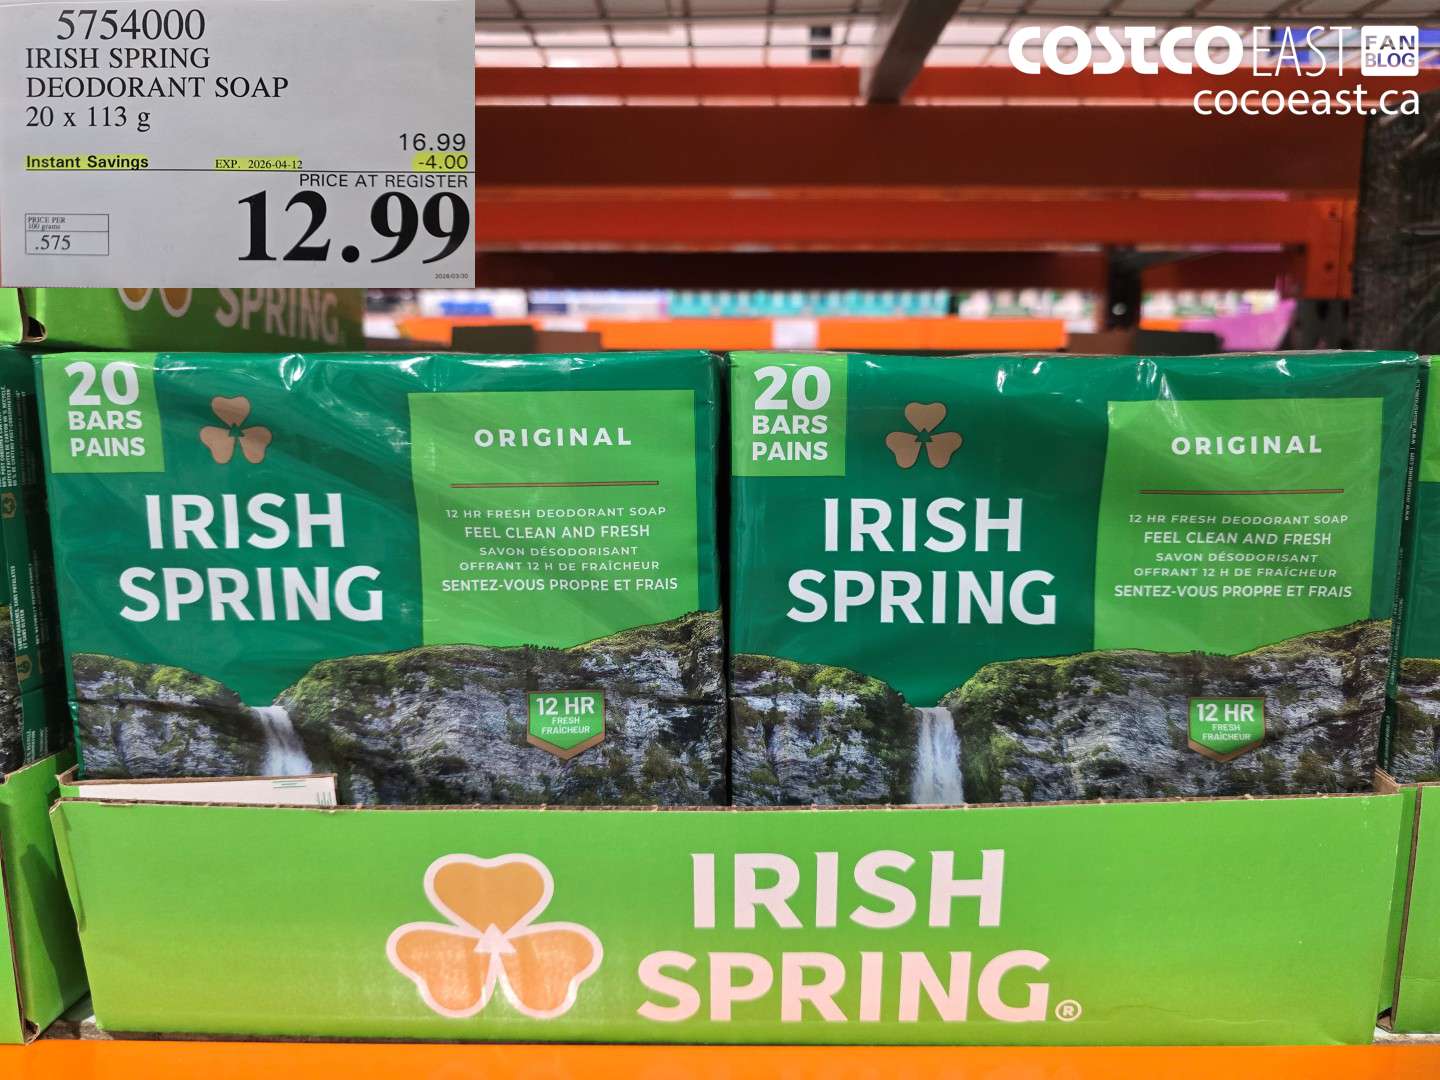 5754000
IRISH SPRING
DEODORANT SOAP
20 x 113 g
16.99
Instant Savings EXP. 2026-04-12 -4.00
PRICE AT REGISTER
12.99
PRICE PER
100 grams
.575
COSTCO EAST FAN BLOG
cocoeast.ca
SPRING
20
BARS
PAINS
IRISH
SPRING
ORIGINAL
12 HR FRESH DEODORANT SOAP
FEEL CLEAN AND FRESH
SAVON DÉSODORISANT
OFFRANT 12 H DE FRAÎCHEUR
SENTEZ-VOUS PROPRE ET FRAIS
12 HR
FRESH
FRAÎCHEUR
20
BARS
PAINS
IRISH
SPRING
ORIGINAL
12 HR FRESH DEODORANT SOAP
FEEL CLEAN AND FRESH
SAVON DÉSODORISANT
OFFRANT 12 H DE FRAÎCHEUR
SENTEZ-VOUS PROPRE ET FRAIS
12 HR
FRESH
FRAÎCHEUR
IRISH
SPRING®